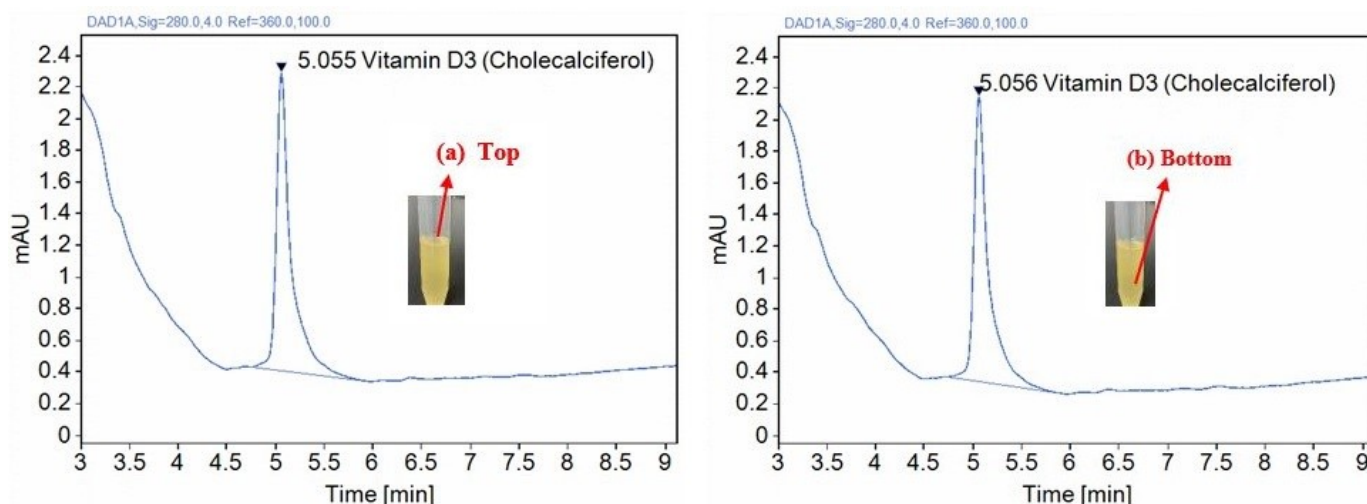 DAD1A,Sig=280.0,4.0 Ref=360.0,100.0
5.055 Vitamin D3 (Cholecalciferol)
(a) Top
mAU
2.4
2.2
2
1.8
1.6
1.4
1.2
1
0.8
0.6
0.4
0.2
0
3 3.5 4 4.5 5 5.5 6 6.5 7 7.5 8 8.5 9
Time [min]
DAD1A,Sig=280.0,4.0 Ref=360.0,100.0
5.056 Vitamin D3 (Cholecalciferol)
(b) Bottom
mAU
2.4
2.2
2
1.8
1.6
1.4
1.2
1
0.8
0.6
0.4
0.2
0
3 3.5 4 4.5 5 5.5 6 6.5 7 7.5 8 8.5 9
Time [min]